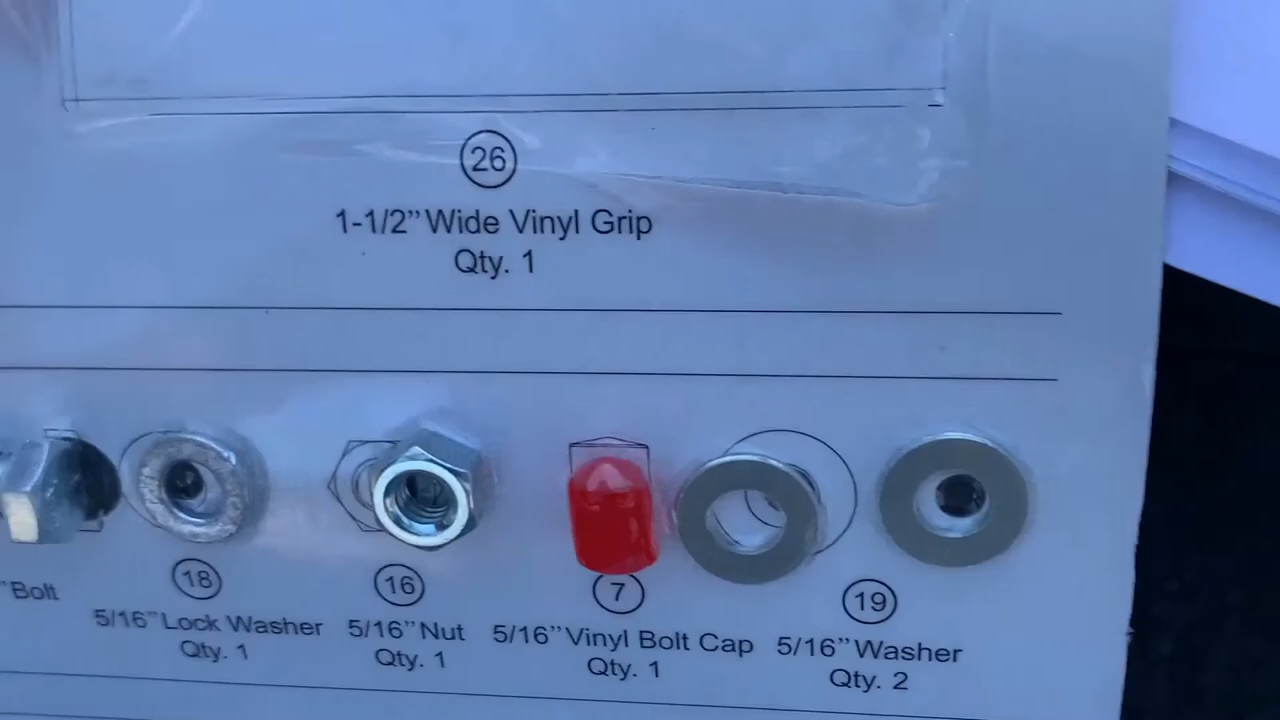 26
1-1/2” Wide Vinyl Grip
Qty. 1
”Bolt
18
5/16” Lock Washer
Qty. 1
16
5/16” Nut
Qty. 1
7
5/16” Vinyl Bolt Cap
Qty. 1
19
5/16” Washer
Qty. 2